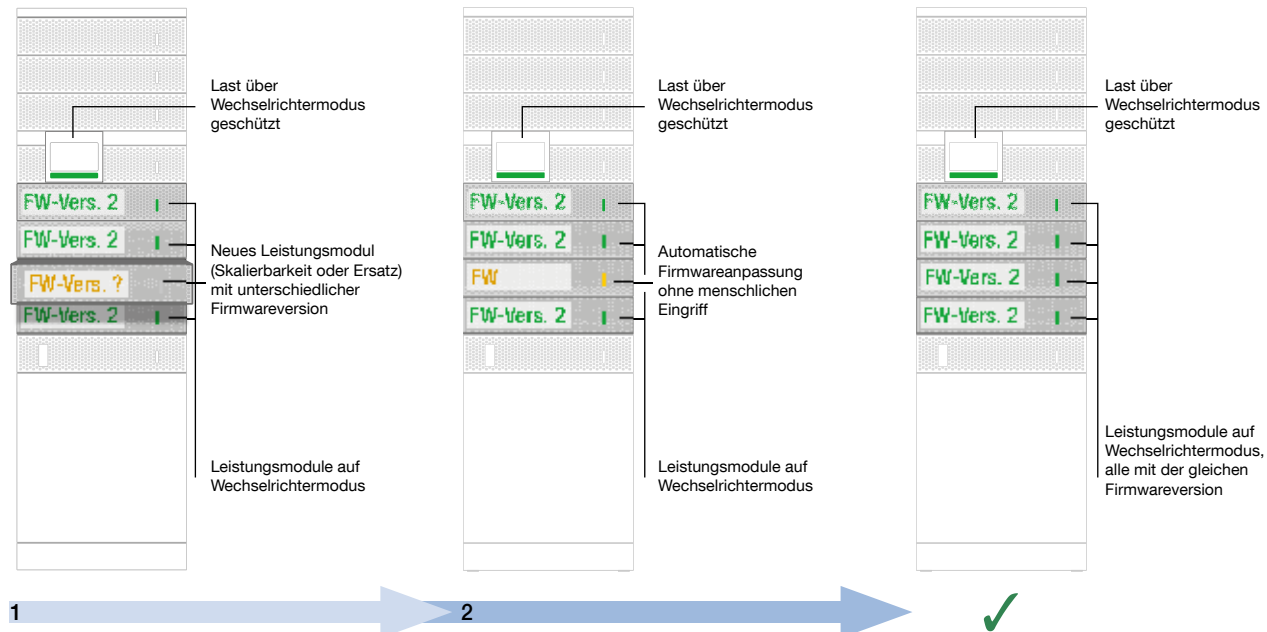 Last über
Wechselrichtermodus
geschützt
FW-Vers. 2
FW-Vers. 2
FW-Vers. ?
FW-Vers. 2
Neues Leistungsmodul
(Skalierbarkeit oder Ersatz)
mit unterschiedlicher
Firmwareversion
Leistungsmodule auf
Wechselrichtermodus
1
Last über
Wechselrichtermodus
geschützt
FW-Vers. 2
FW-Vers. 2
FW
FW-Vers. 2
Automatische
Firmwareanpassung
ohne menschlichen
Eingriff
Leistungsmodule auf
Wechselrichtermodus
2
Last über
Wechselrichtermodus
geschützt
FW-Vers. 2
FW-Vers. 2
FW-Vers. 2
FW-Vers. 2
Leistungsmodule auf
Wechselrichtermodus,
alle mit der gleichen
Firmwareversion